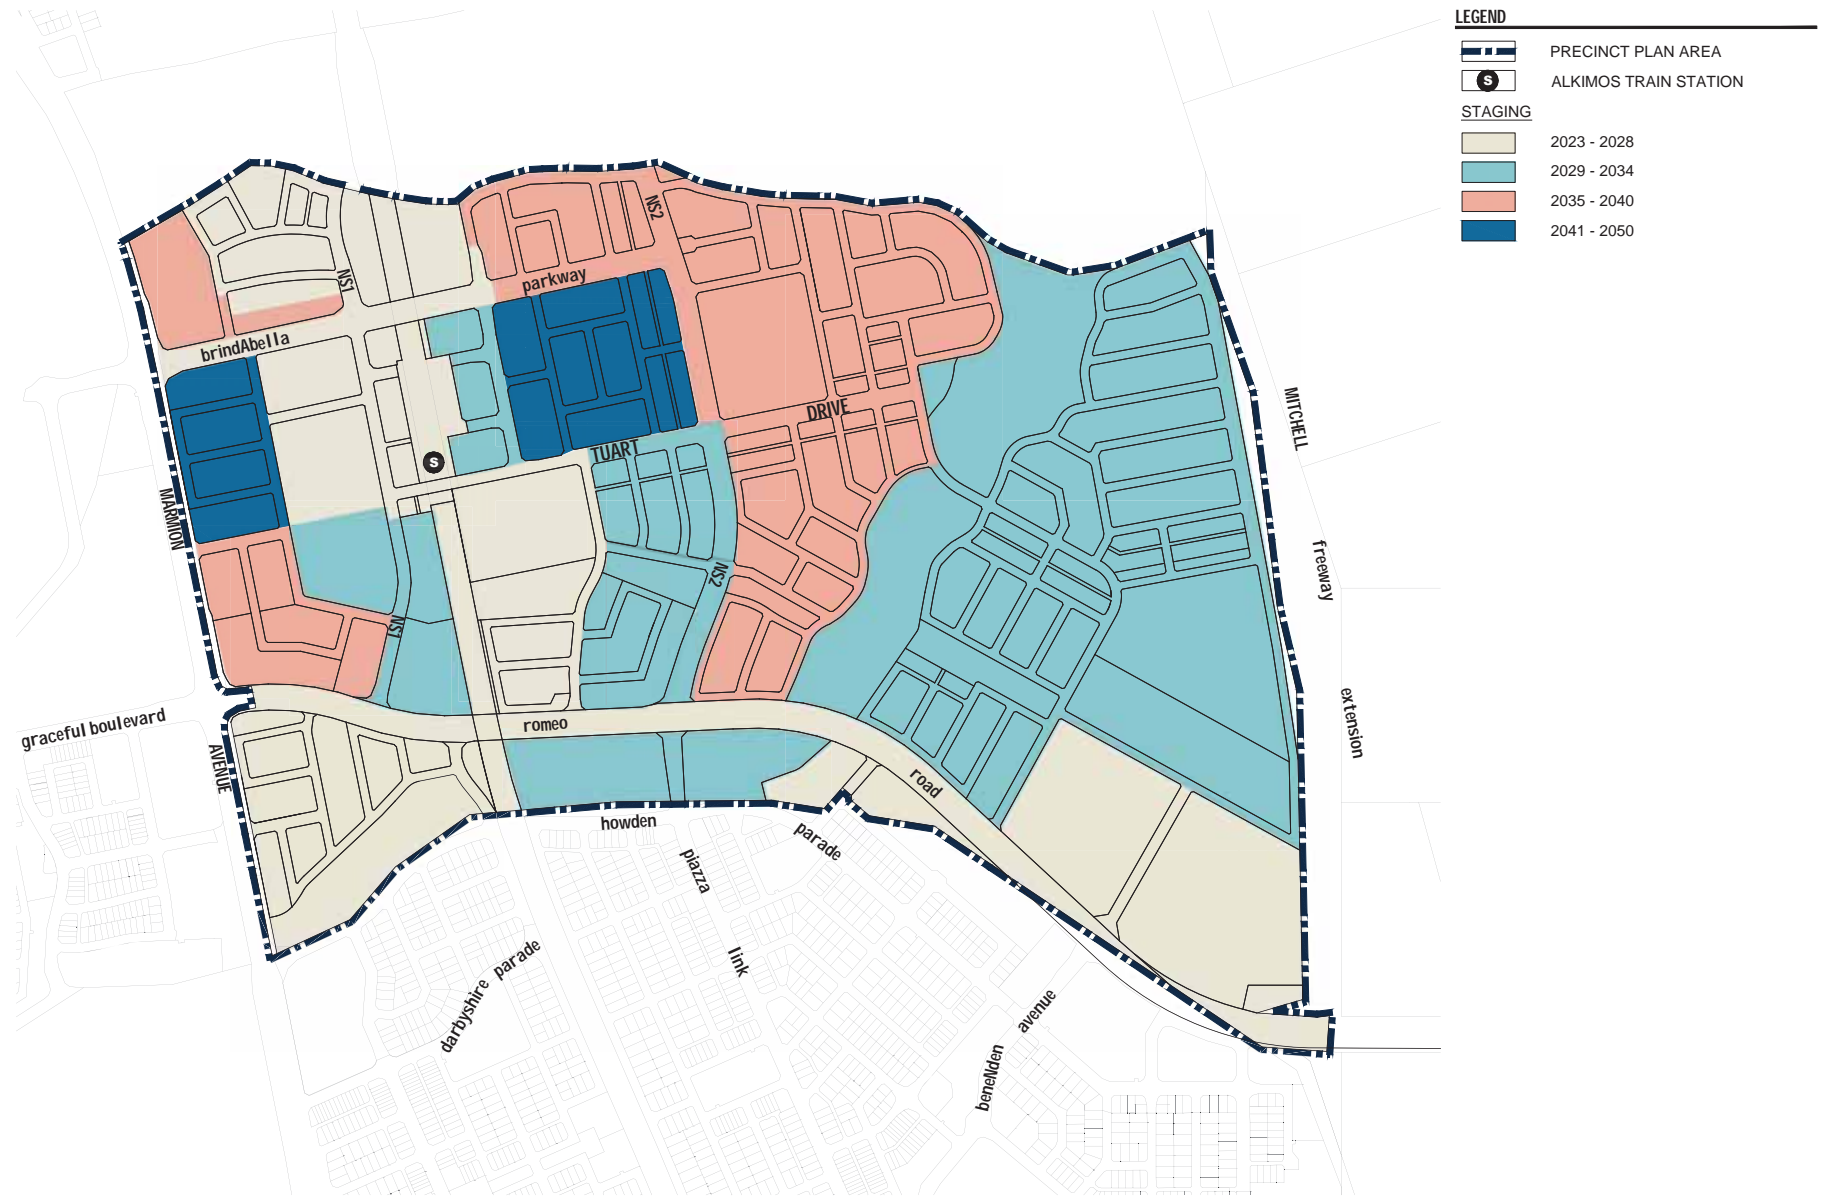 LEGEND
PRECINCT PLAN AREA
S
ALKIMOS TRAIN STATION
STAGING
2023 - 2028
2029 - 2034
2035 - 2040
2041 - 2050
NS2
NS1
parkway
brindAbella
DRIVE
TUART
S
MARMION
MITCHELL
freeway
NS2
NS1
extension
graceful boulevard
romeo
AVENUE
road
howden
parade
piazza
link
darbyshire parade
avenue
beneNden